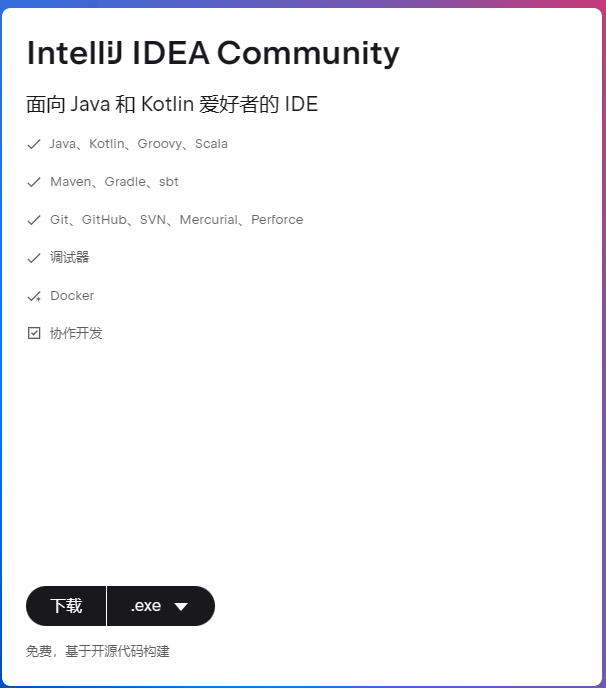 IntelliJ IDEA Community
面向 Java 和 Kotlin 爱好者的 IDE
Java、Kotlin、Groovy、Scala
Maven、Gradle、sbt
Git、GitHub、SVN、Mercurial、Perforce
调试器
Docker
协作开发
下载 .exe
免费，基于开源代码构建